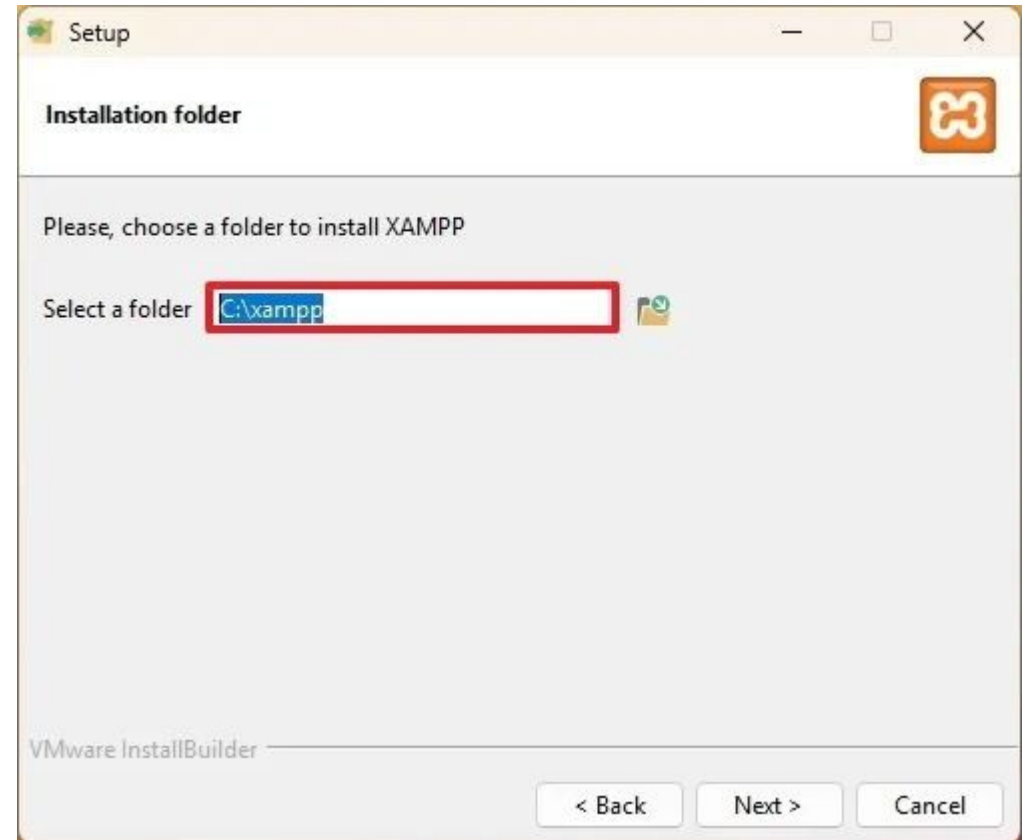 Setup
Installation folder
Please, choose a folder to install XAMPP
Select a folder C:\xampp
VMware InstallBuilder
< Back Next > Cancel